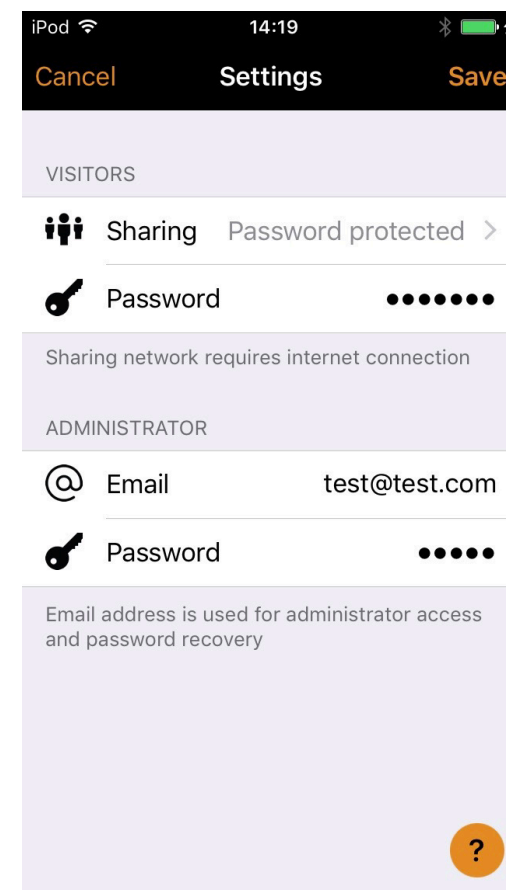 iPod 14:19
Cancel Settings Save
VISITORS
Sharing Password protected >
Password ●●●●●●●
Sharing network requires internet connection
ADMINISTRATOR
Email test@test.com
Password ●●●●●
Email address is used for administrator access
and password recovery
?